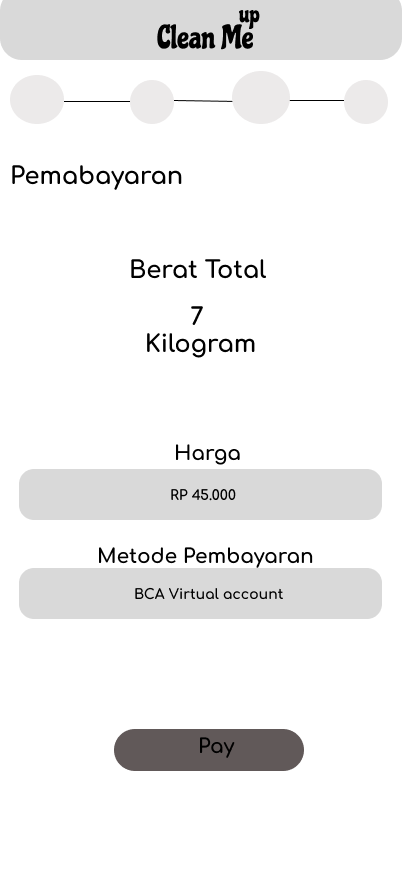 up
Clean Me
Pemabayaran
Berat Total
7
Kilogram
Harga
RP 45.000
Metode Pembayaran
BCA Virtual account
Pay